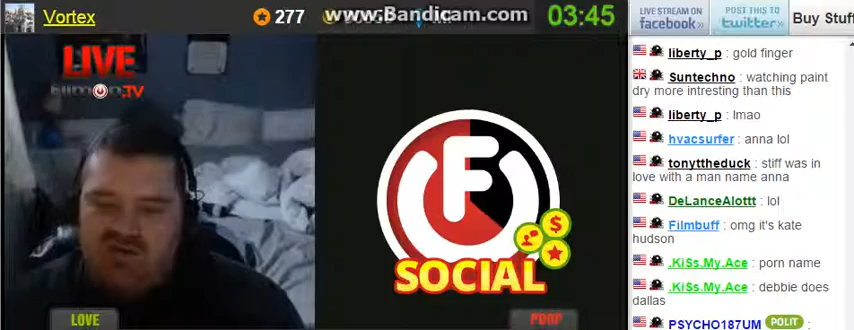 Vortex
277
www.Bandicam.com
03:45
LIVE STREAM ON
facebook»
POST THIS TO
twitter»
Buy Stuff
LIVE
FilmOn.TV
F
SOCIAL
$
LOVE
POOP
liberty_p : gold finger
Suntechno : watching paint
dry more intresting than this
liberty_p : lmao
hvacsurfer : anna lol
tonyttheduck : stiff was in
love with a man name anna
DeLanceAlottt : lol
Filmbuff : omg it's kate
hudson
.KiSs.My.Ace : porn name
.KiSs.My.Ace : debbie does
dallas
PSYCHO187UM POLIT :